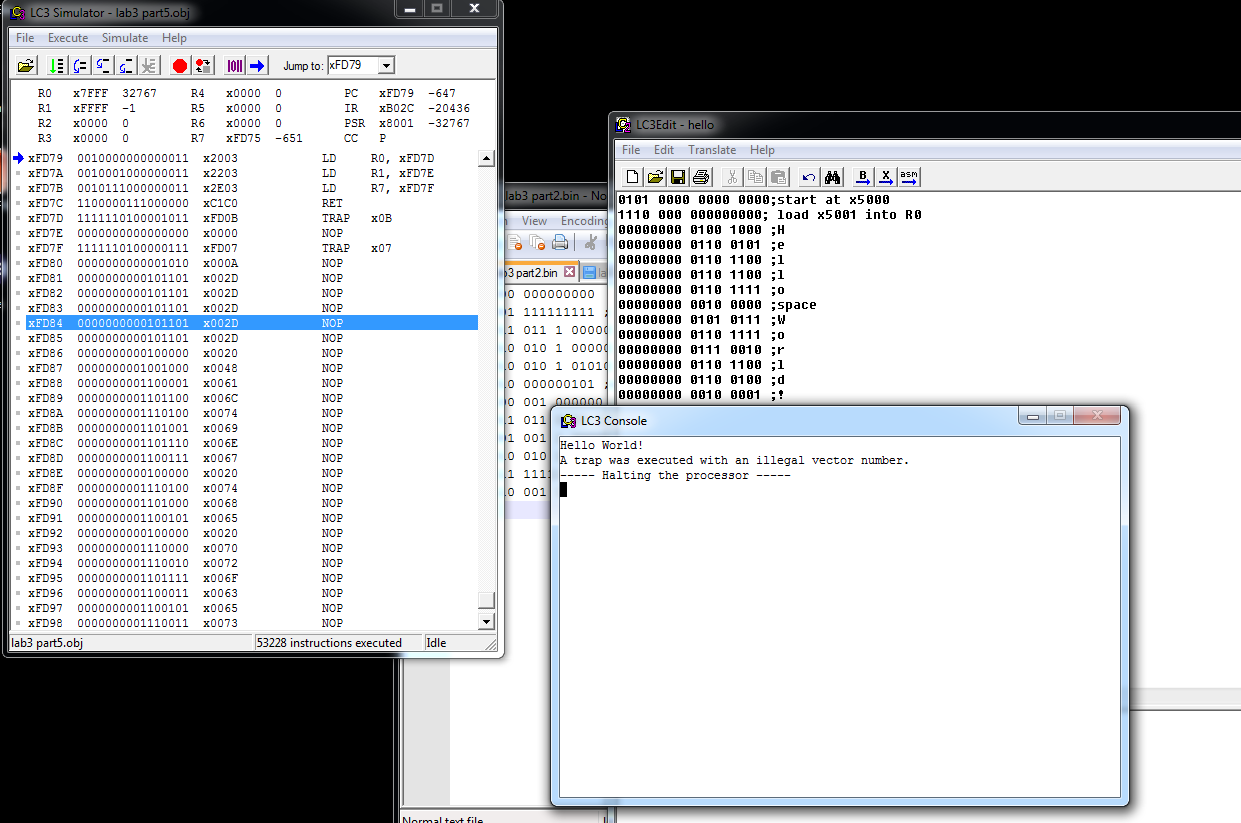 LC3 Simulator - lab3 part5.obj
File Execute Simulate Help
Jump to: xFD79
R0 x7FFF 32767 R4 x0000 0 PC xFD79 -647
R1 xFFFF -1 R5 x0000 0 IR xB02C -20436
R2 x0000 0 R6 x0000 0 PSR x8001 -32767
R3 x0000 0 R7 xFD75 -651 CC P
xFD79 0010000000000011 x2003 LD R0, xFD7D
xFD7A 0010001000000011 x2203 LD R1, xFD7E
xFD7B 0010111000000011 x2E03 LD R7, xFD7F
xFD7C 1100000111000000 xC1C0 RET
xFD7D 1111110100001011 xFD0B TRAP x0B
xFD7E 0000000000000000 x0000 NOP
xFD7F 1111110100000111 xFD07 TRAP x07
xFD80 0000000000001010 x000A NOP
xFD81 0000000000101101 x002D NOP
xFD82 0000000000101101 x002D NOP
xFD83 0000000000101101 x002D NOP
xFD84 0000000000101101 x002D NOP
xFD85 0000000000101101 x002D NOP
xFD86 0000000000100000 x0020 NOP
xFD87 0000000001001000 x0048 NOP
xFD88 0000000001100001 x0061 NOP
xFD89 0000000001101100 x006C NOP
xFD8A 0000000001110100 x0074 NOP
xFD8B 0000000001101001 x0069 NOP
xFD8C 0000000001101110 x006E NOP
xFD8D 0000000001100111 x0067 NOP
xFD8E 0000000000100000 x0020 NOP
xFD8F 0000000001110100 x0074 NOP
xFD90 0000000001101000 x0068 NOP
xFD91 0000000001100101 x0065 NOP
xFD92 0000000000100000 x0020 NOP
xFD93 0000000001110000 x0070 NOP
xFD94 0000000001110010 x0072 NOP
xFD95 0000000001101111 x006F NOP
xFD96 0000000001100011 x0063 NOP
xFD97 0000000001100101 x0065 NOP
xFD98 0000000001110011 x0073 NOP
lab3 part5.obj 53228 instructions executed Idle
lab3 part2.bin - No
View Encoding
b3 part2.bin
00 000000000
01 111111111 ;
11 011 1 00000
10 010 1 00000
10 010 1 01010
10 000000101 ;
00 001 000000
11 011
01 001
10 010
11 1111
10 001
Normal text file
LC3Edit - hello
File Edit Translate Help
B X asm
0101 0000 0000 0000;start at x5000
1110 000 000000000; load x5001 into R0
00000000 0100 1000 ;H
00000000 0110 0101 ;e
00000000 0110 1100 ;l
00000000 0110 1100 ;l
00000000 0110 1111 ;o
00000000 0010 0000 ;space
00000000 0101 0111 ;W
00000000 0110 1111 ;o
00000000 0111 0010 ;r
00000000 0110 1100 ;l
00000000 0110 0100 ;d
00000000 0010 0001 ;!
LC3 Console
Hello World!
A trap was executed with an illegal vector number.
----- Halting the processor -----